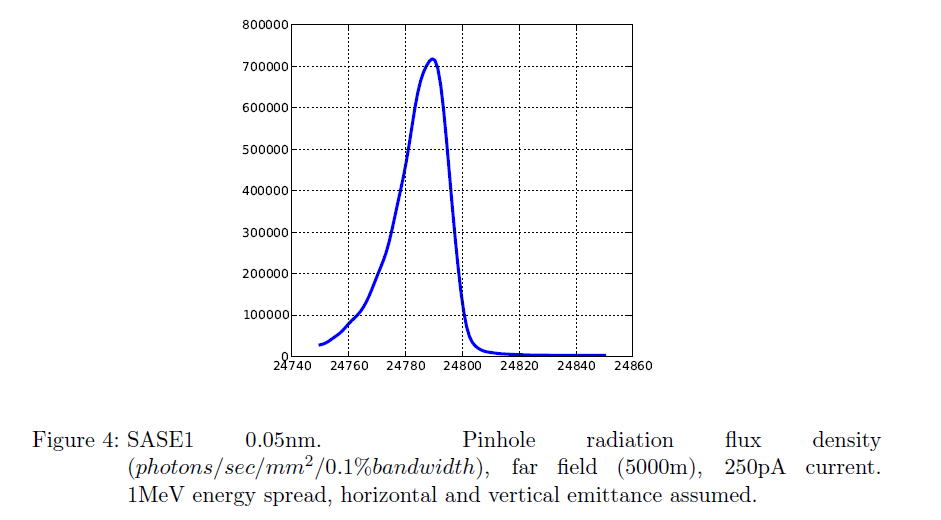 800000
700000
600000
500000
400000
300000
200000
100000
0
24740 24760 24780 24800 24820 24840 24860
Figure 4: SASE1 0.05nm. Pinhole radiation flux density
(photons/sec/mm²/0.1%bandwidth), far field (5000m), 250pA current.
1MeV energy spread, horizontal and vertical emittance assumed.